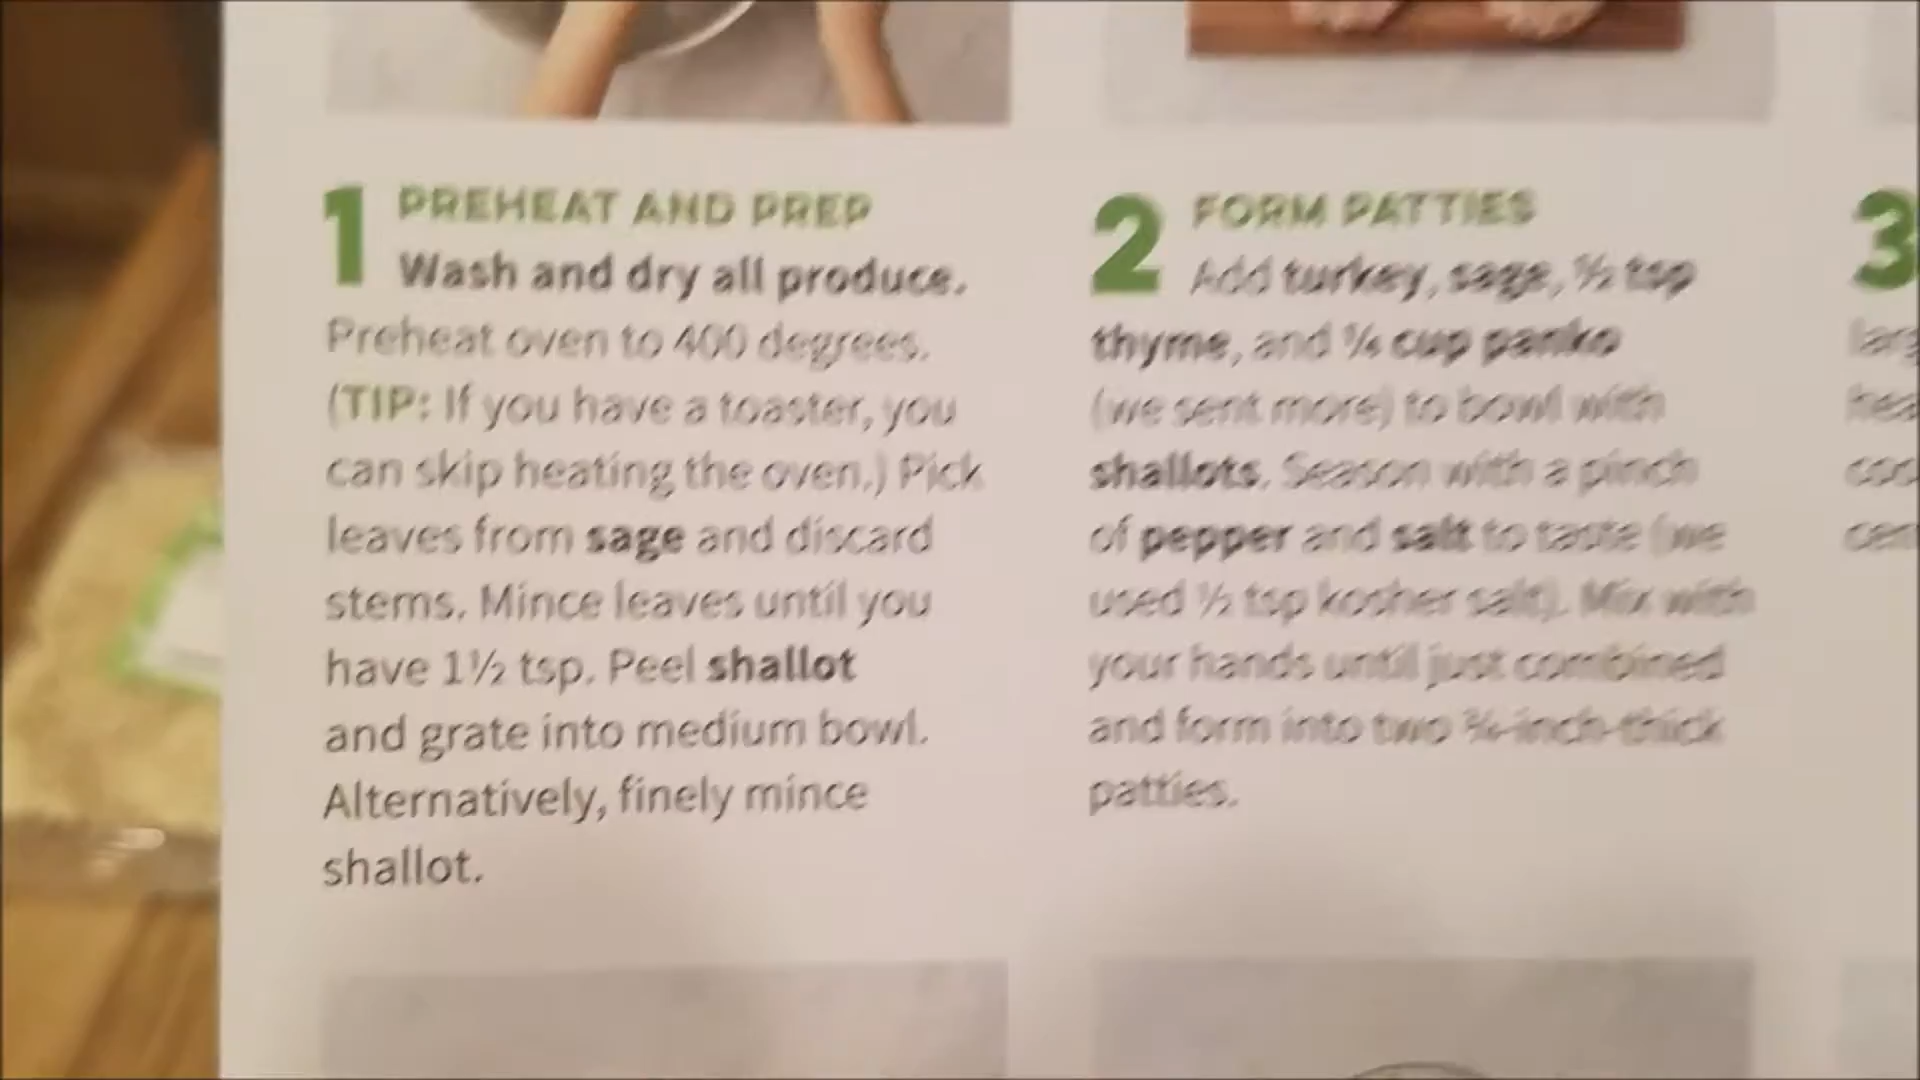 1 PREHEAT AND PREP
Wash and dry all produce.
Preheat oven to 400 degrees.
(TIP: If you have a toaster, you
can skip heating the oven.) Pick
leaves from sage and discard
stems. Mince leaves until you
have 1½ tsp. Peel shallot
and grate into medium bowl.
Alternatively, finely mince
shallot.
2 FORM PATTIES
Add turkey, sage, ½ tsp
thyme, and ¼ cup panko
(we sent more) to bowl with
shallots. Season with a pinch
of pepper and salt to taste (we
used ½ tsp kosher salt). Mix with
your hands until just combined
and form into two ¾-inch-thick
patties.
3